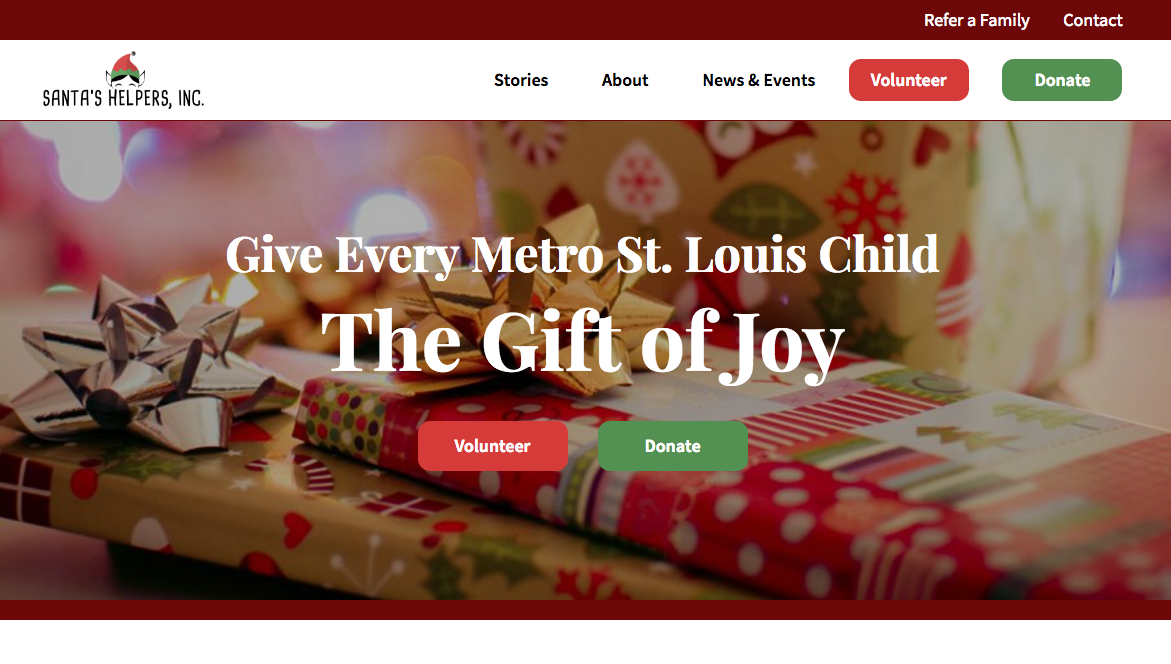 Refer a Family
Contact
SANTA'S HELPERS, INC.
Stories
About
News & Events
Volunteer
Donate
Give Every Metro St. Louis Child
The Gift of Joy
Volunteer
Donate